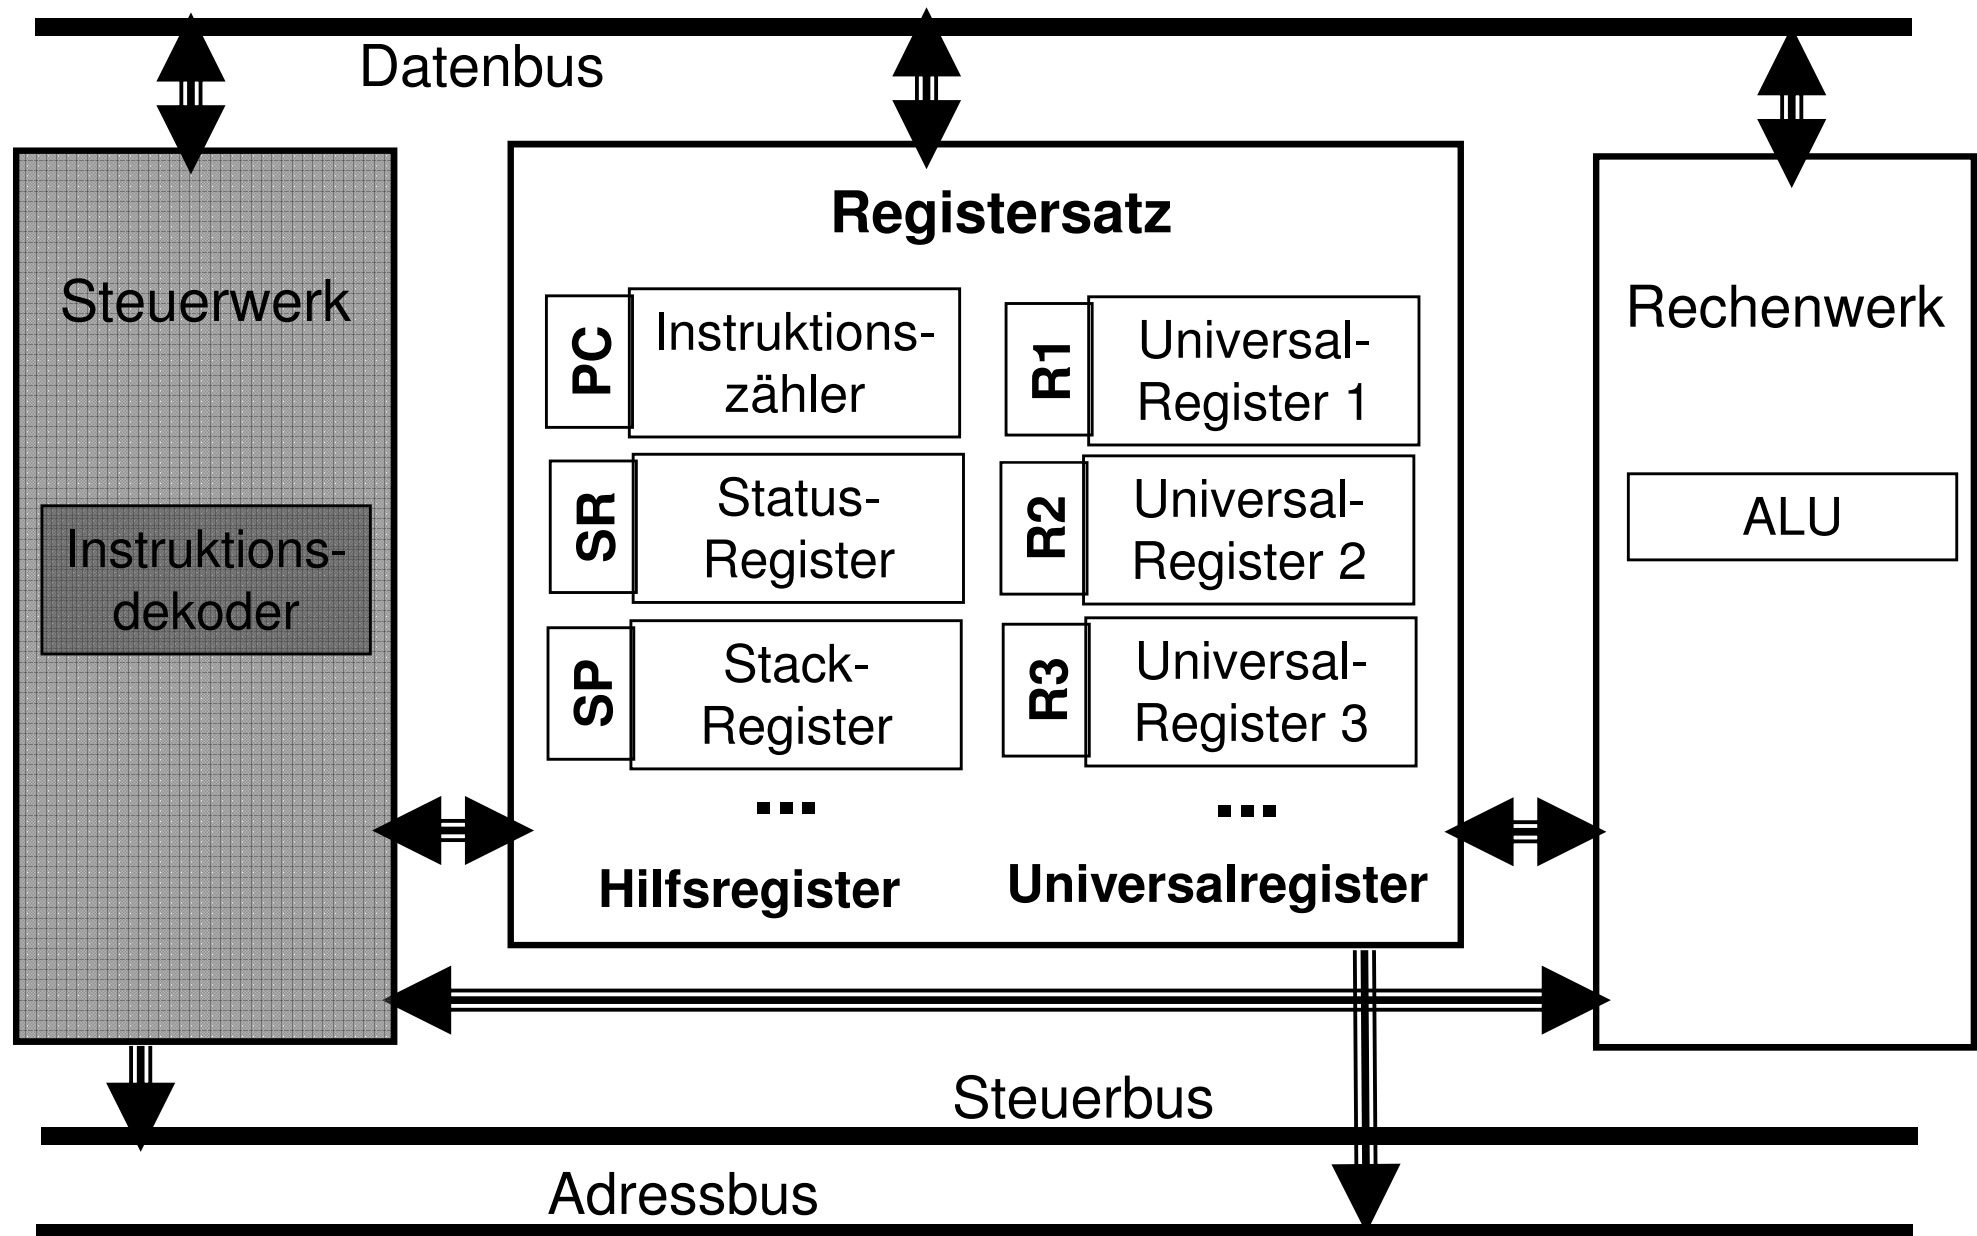 Datenbus
Steuerwerk
Instruktions-
dekoder
Registersatz
PC
Instruktions-
zähler
SR
Status-
Register
SP
Stack-
Register
...
Hilfsregister
R1
Universal-
Register 1
R2
Universal-
Register 2
R3
Universal-
Register 3
...
Universalregister
Rechenwerk
ALU
Steuerbus
Adressbus